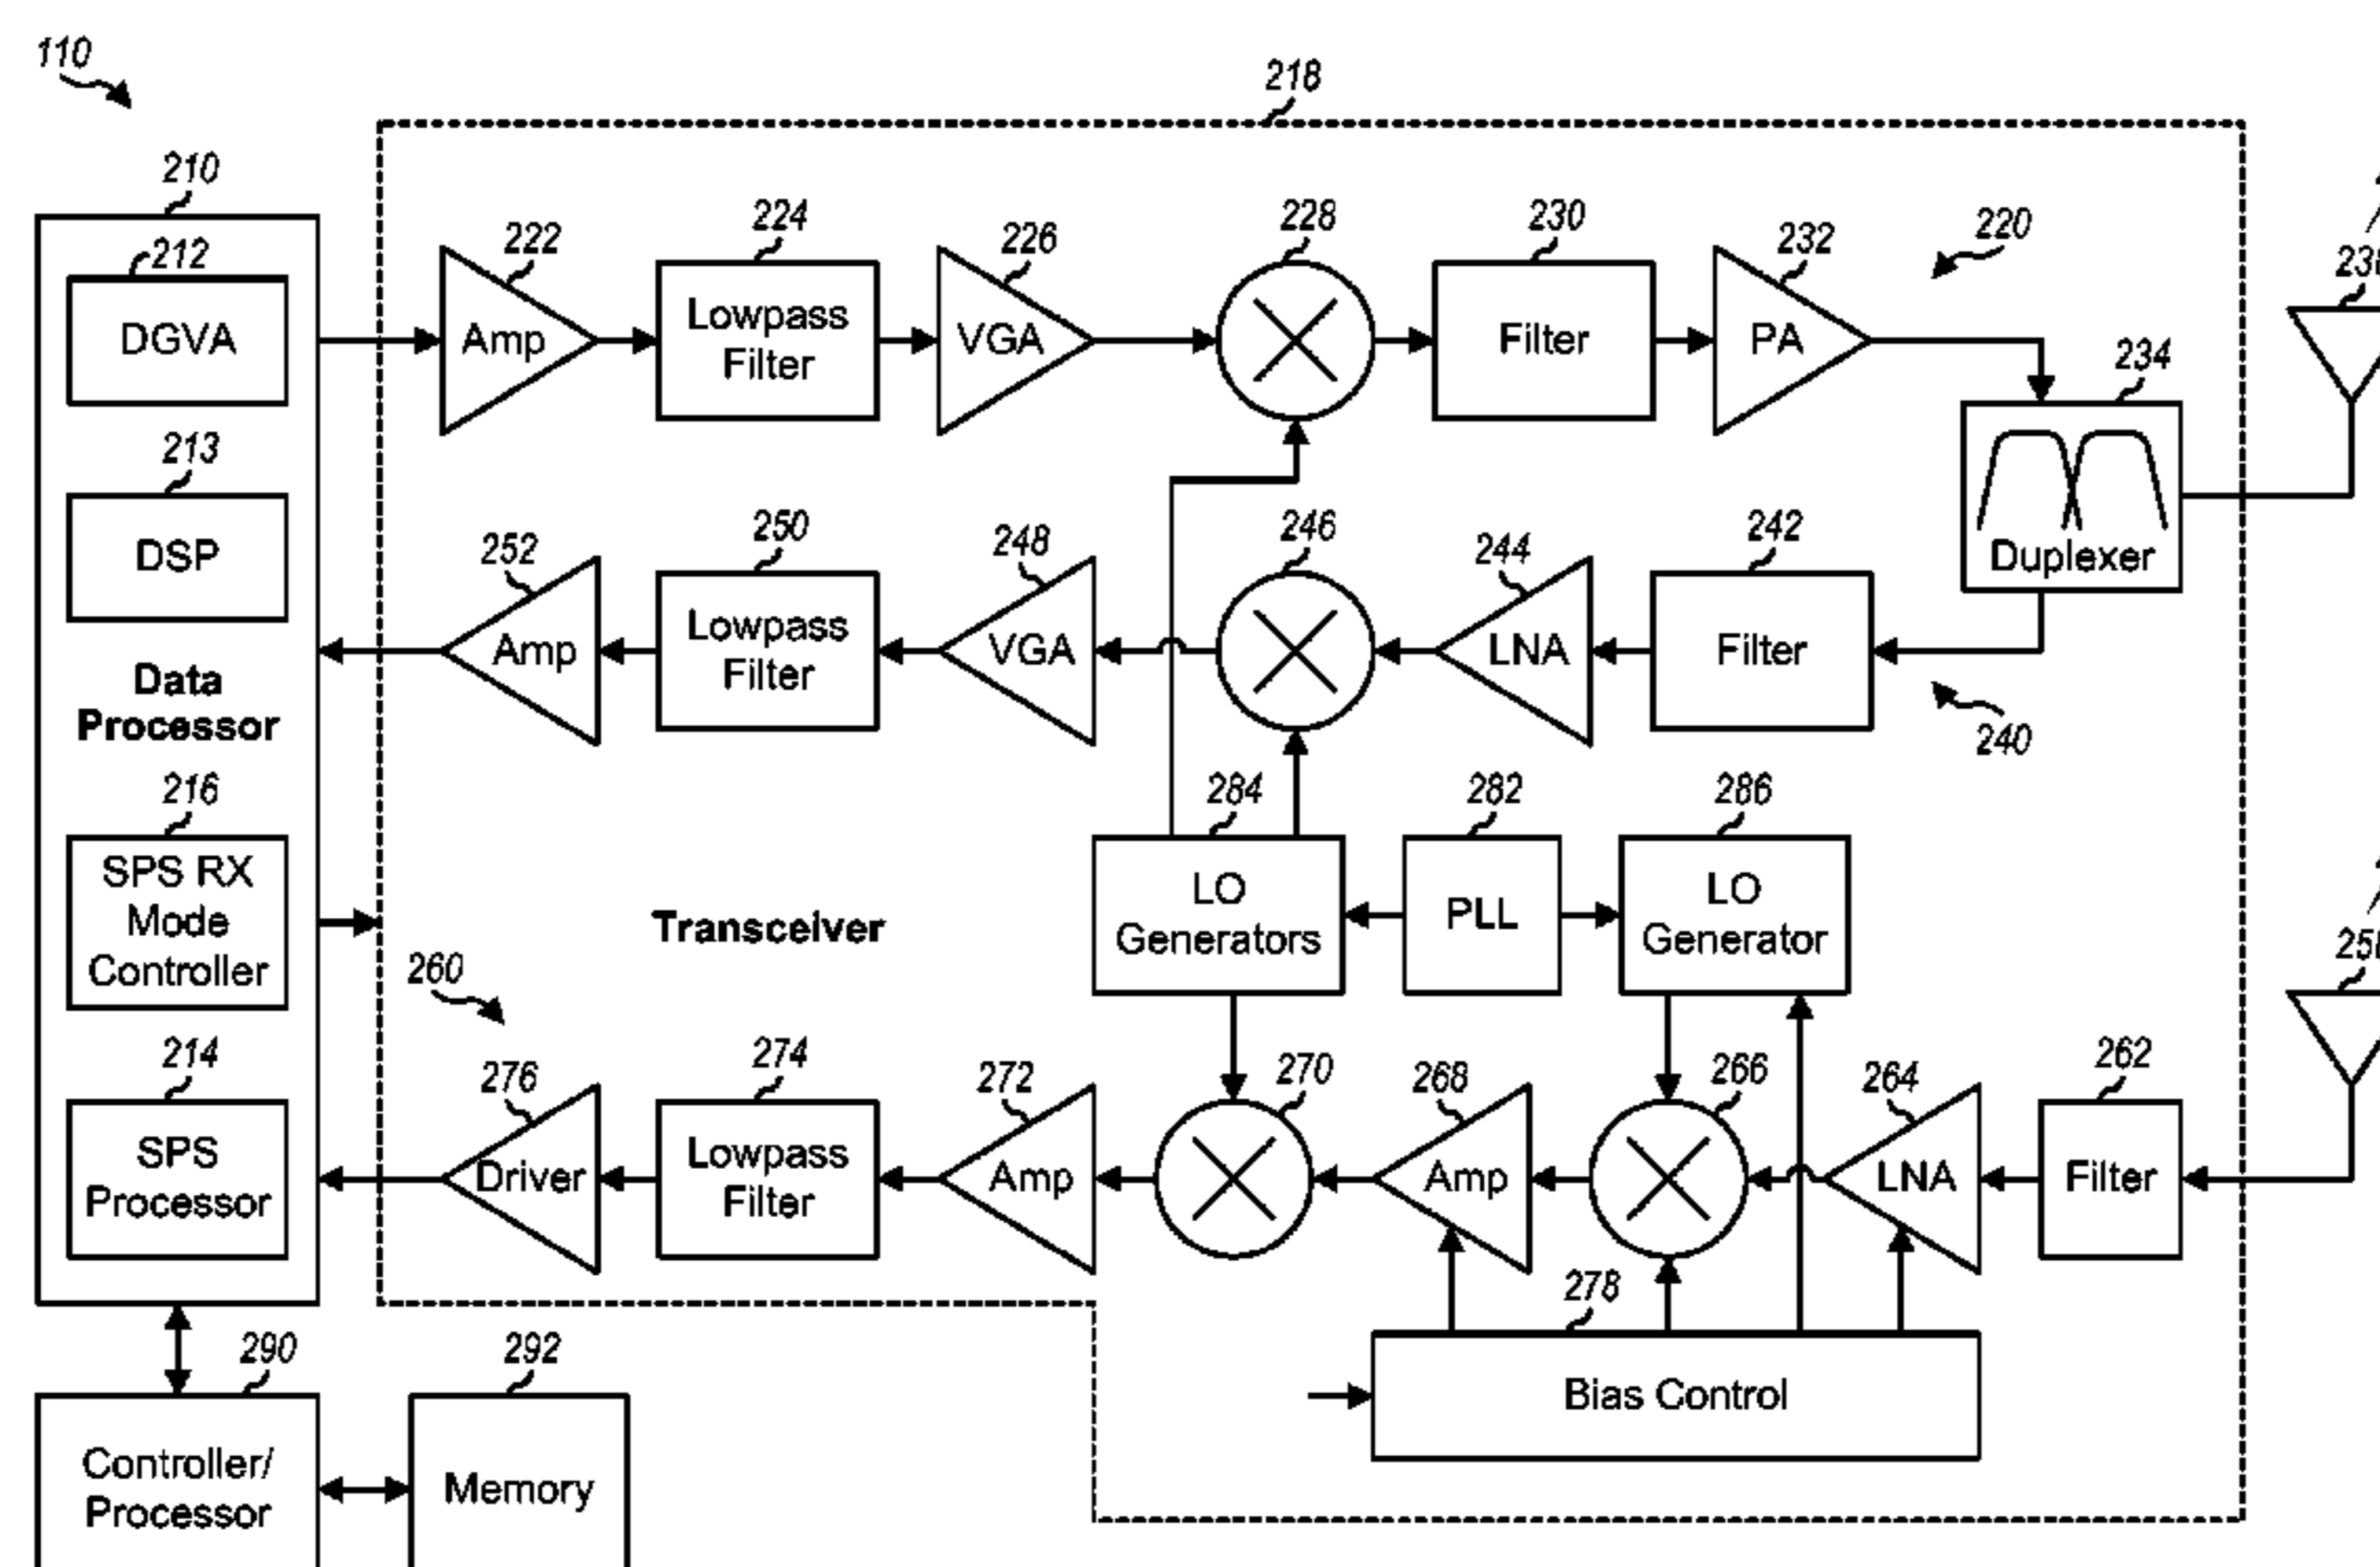 110
218
210
212
DGVA
222
Amp
224
Lowpass
Filter
226
VGA
228
230
Filter
232
PA
220
234
Duplexer
213
DSP
252
Amp
250
Lowpass
Filter
248
VGA
246
244
LNA
242
Filter
240
Data
Processor
216
SPS RX
Mode
Controller
Transceiver
284
LO
Generators
282
PLL
286
LO
Generator
260
214
SPS
Processor
276
Driver
274
Lowpass
Filter
272
Amp
270
268
Amp
266
264
LNA
262
Filter
278
Bias Control
290
Controller/
Processor
292
Memory